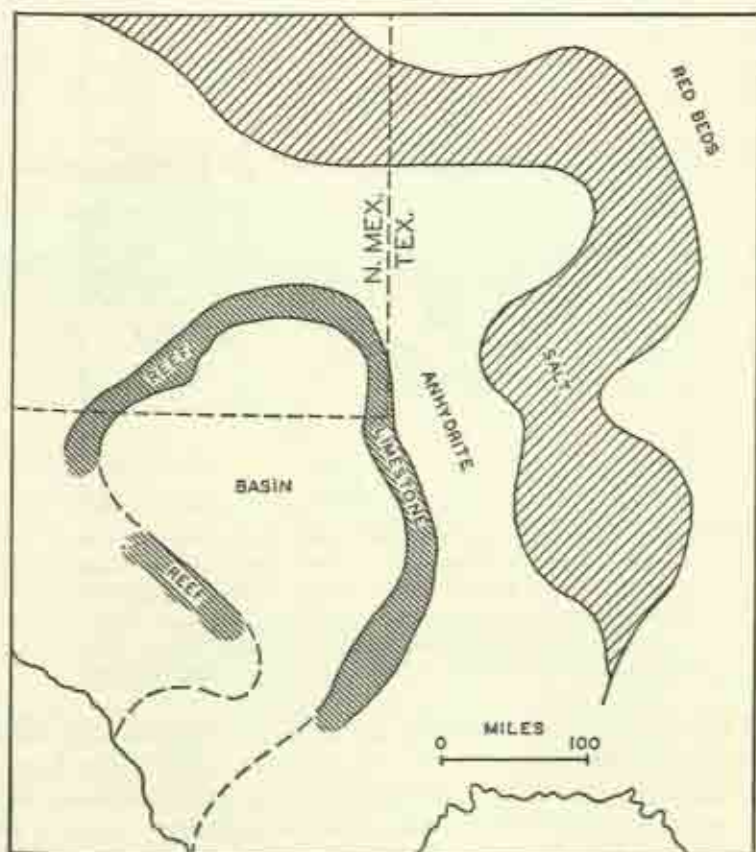 RED BEDS
N. MEX.
TEX.
REEF
SALT
ANHYDRITE
LIMESTONE
BASIN
REEF
MILES
0 100